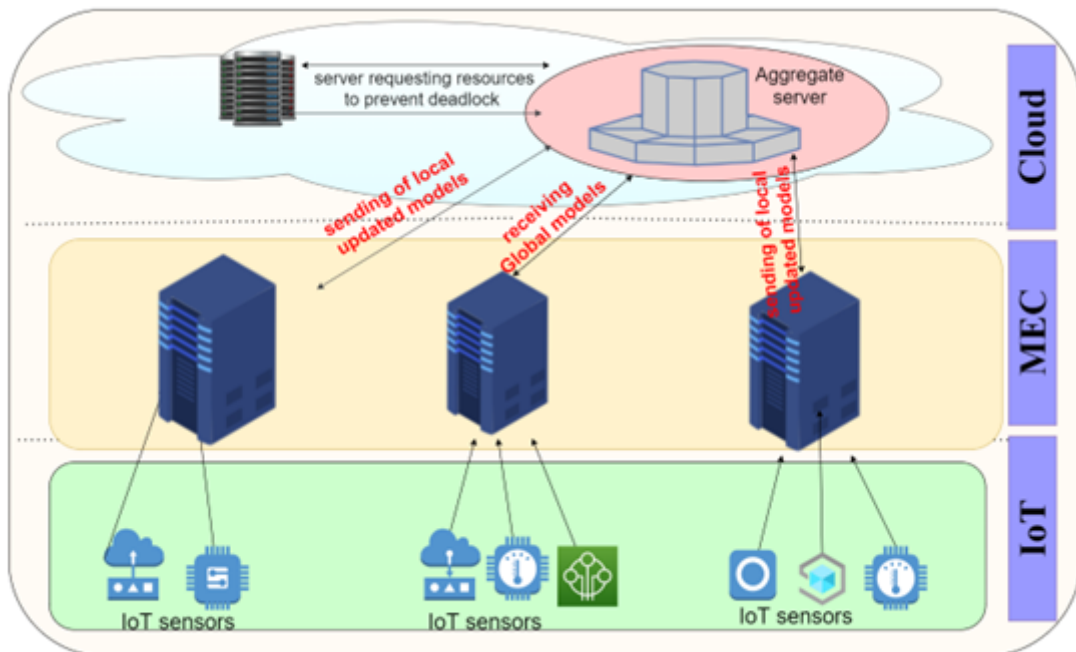 server requesting resources
to prevent deadlock
Aggregate
server
Cloud
sending of local
updated models
receiving
Global models
sending of local
updated models
MEC
IoT
IoT sensors
IoT sensors
IoT sensors